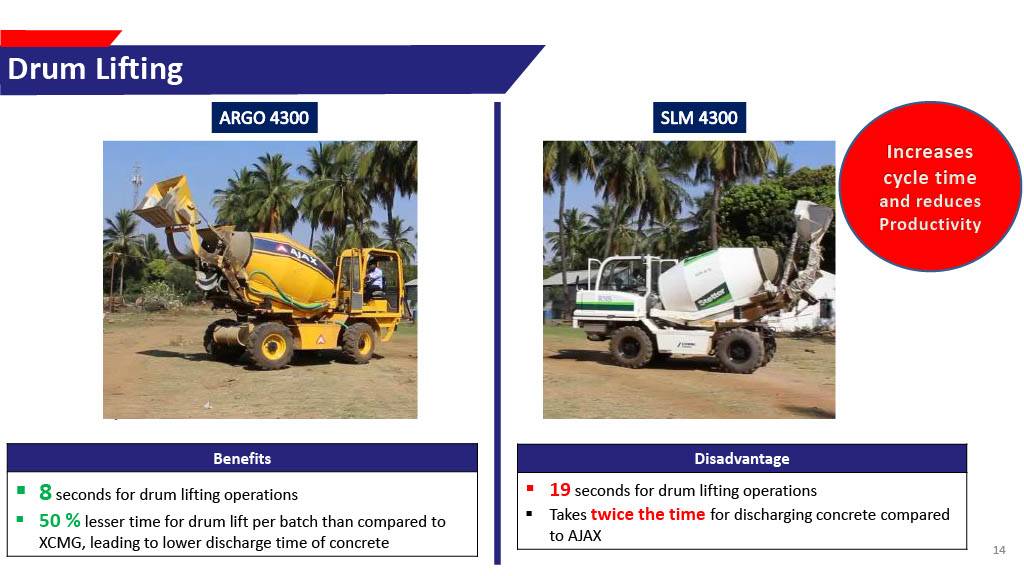 Drum Lifting
ARGO 4300
AJAX
Benefits
8 seconds for drum lifting operations
50 % lesser time for drum lift per batch than compared to
XCMG, leading to lower discharge time of concrete
SLM 4300
Stetter
Increases
cycle time
and reduces
Productivity
Disadvantage
19 seconds for drum lifting operations
Takes twice the time for discharging concrete compared
to AJAX
14